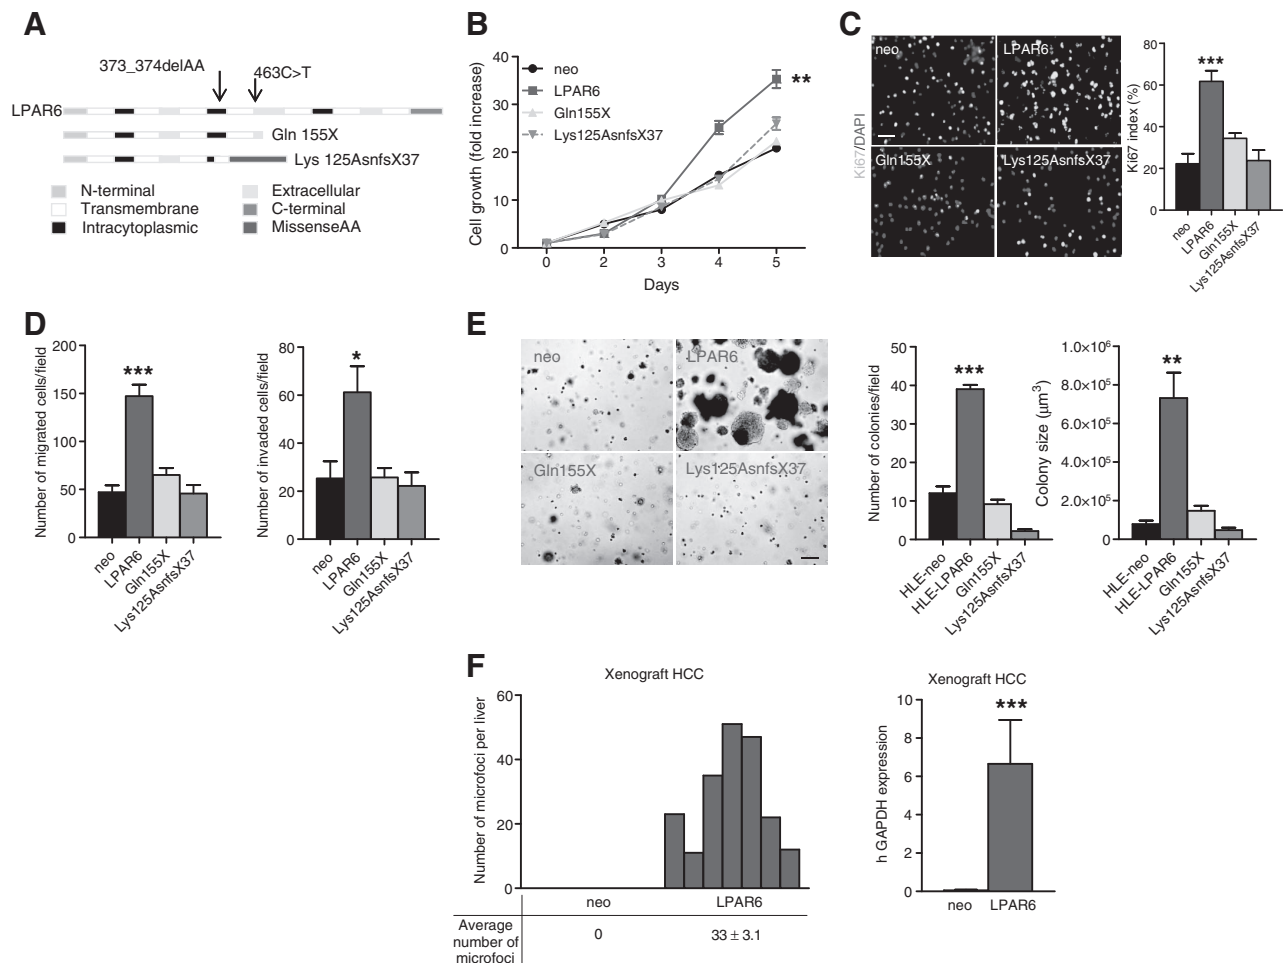 A
373_374delAA
463C>T
LPAR6
Gln 155X
Lys 125AsnfsX37
N-terminal
Extracellular
Transmembrane
C-terminal
Intracytoplasmic
MissenseAA
B
Cell growth (fold increase)
40
30
20
10
0
neo
LPAR6
Gln155X
Lys125AsnfsX37
**
0 2 3 4 5
Days
C
Ki67/DAPI
neo
LPAR6
Gln155X
Lys125AsnfsX37
Ki67 index (%)
80
60
40
20
0
***
neo
LPAR6
Gln155X
Lys125AsnfsX37
D
Number of migrated cells/field
200
150
100
50
0
***
neo
LPAR6
Gln155X
Lys125AsnfsX37
Number of invaded cells/field
80
60
40
20
0
*
neo
LPAR6
Gln155X
Lys125AsnfsX37
E
neo
LPAR6
Gln155X
Lys125AsnfsX37
Number of colonies/field
50
40
30
20
10
0
***
HLE-neo
HLE-LPAR6
Gln155X
Lys125AsnfsX37
Colony size (μm³)
1.0×10⁶
8.0×10⁵
6.0×10⁵
4.0×10⁵
2.0×10⁵
0
**
HLE-neo
HLE-LPAR6
Gln155X
Lys125AsnfsX37
F
Xenograft HCC
Number of microfoci per liver
60
40
20
0
neo LPAR6
Average
number of
microfoci
0 33 ± 3.1
Xenograft HCC
h GAPDH expression
10
8
6
4
2
0
***
neo LPAR6